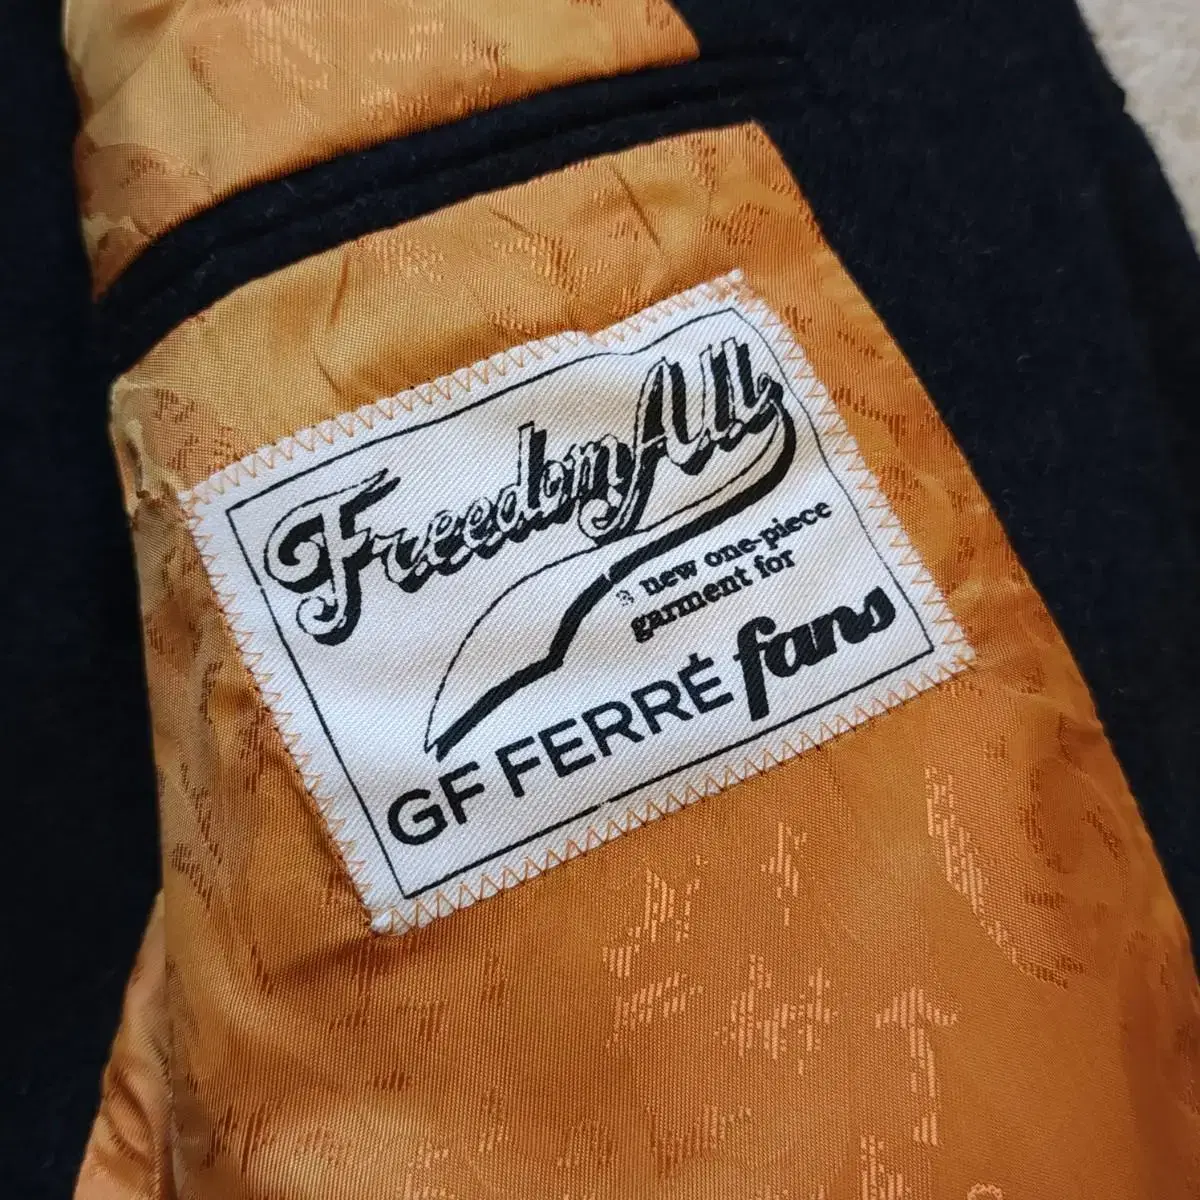 FreedomAll
a new one-piece
garment for
GF FERRÉ fans